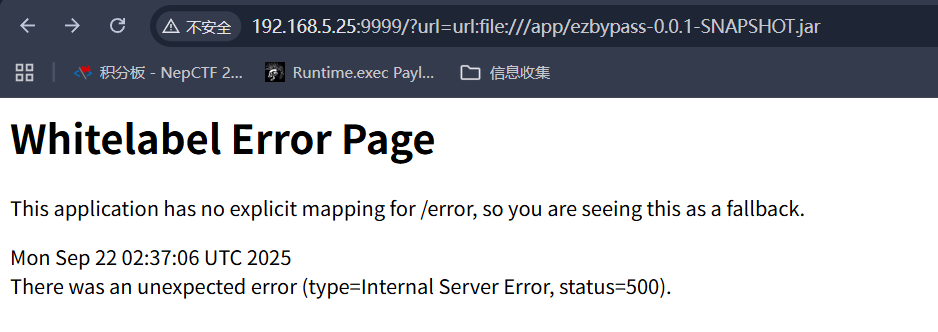 不安全 192.168.5.25:9999/?url=url:file:///app/ezbypass-0.0.1-SNAPSHOT.jar
积分板 - NepCTF 2... Runtime.exec Payl... 信息收集
Whitelabel Error Page
This application has no explicit mapping for /error, so you are seeing this as a fallback.
Mon Sep 22 02:37:06 UTC 2025
There was an unexpected error (type=Internal Server Error, status=500).